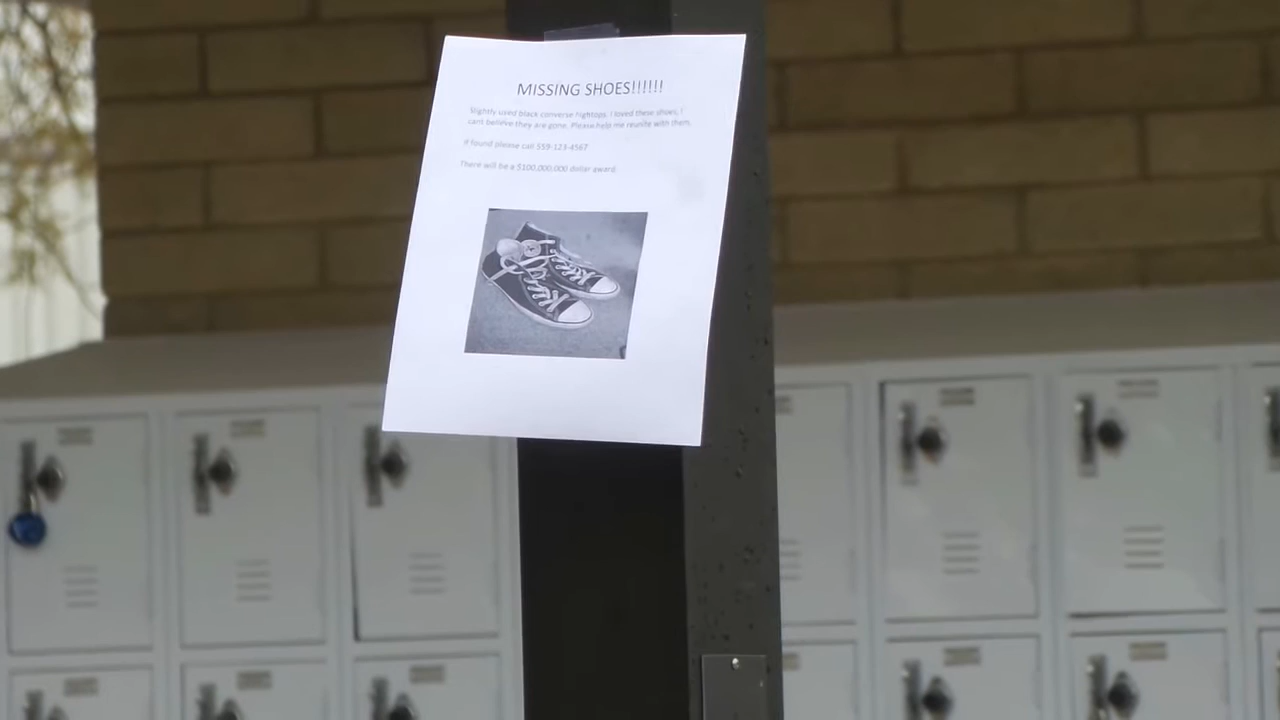 MISSING SHOES!!!!!!
Slightly used black converse hightops. I loved these shoes, I
cant believe they are gone. Please help me reunite with them.
If found please call 559-123-4567
There will be a $100,000,000 dollar award.